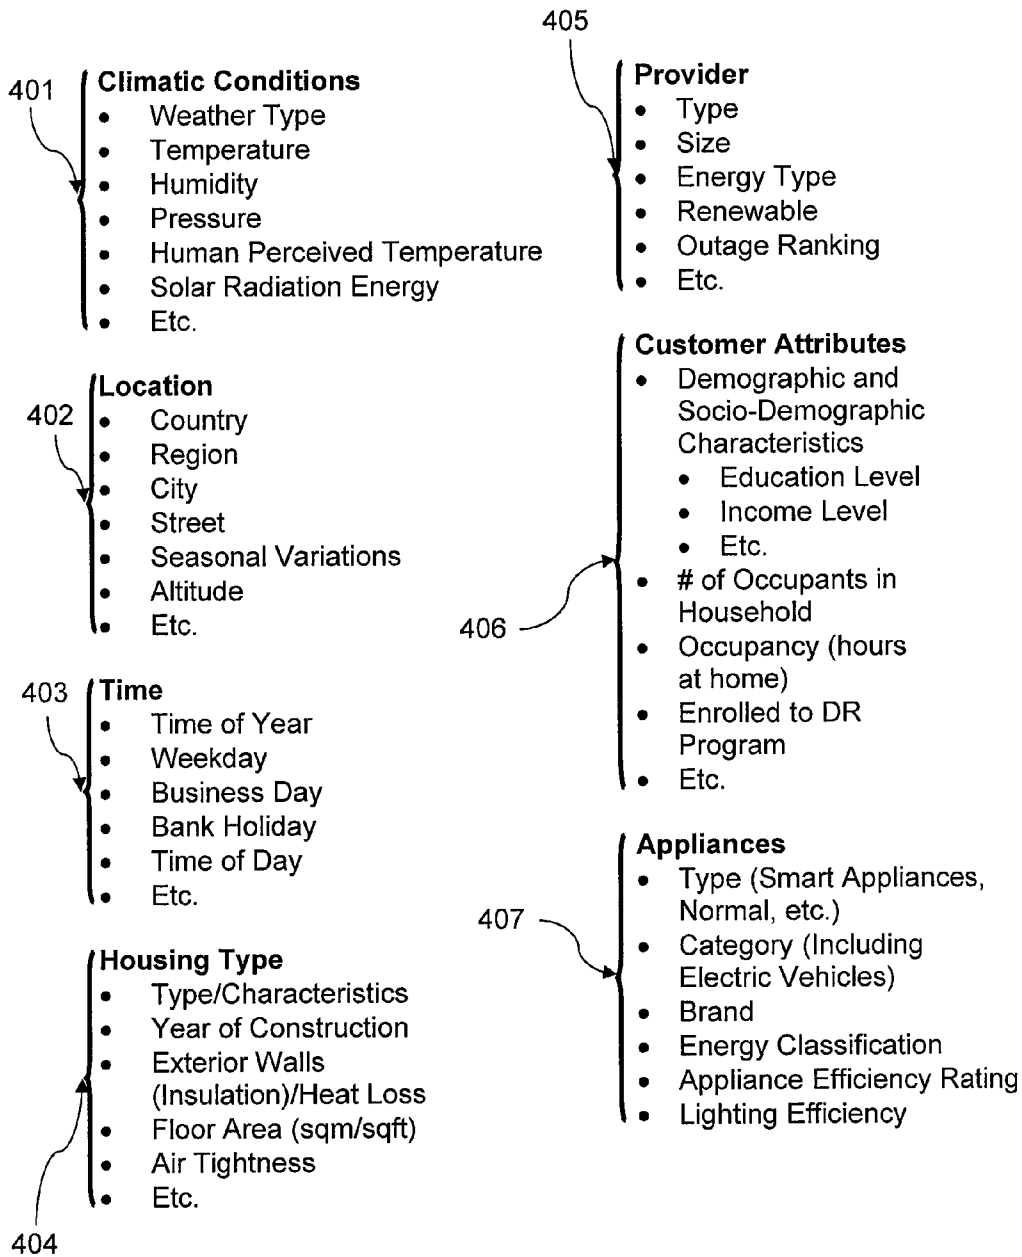 401
Climatic Conditions
• Weather Type
• Temperature
• Humidity
• Pressure
• Human Perceived Temperature
• Solar Radiation Energy
• Etc.
402
Location
• Country
• Region
• City
• Street
• Seasonal Variations
• Altitude
• Etc.
403
Time
• Time of Year
• Weekday
• Business Day
• Bank Holiday
• Time of Day
• Etc.
Housing Type
• Type/Characteristics
• Year of Construction
• Exterior Walls
(Insulation)/Heat Loss
• Floor Area (sqm/sqft)
• Air Tightness
• Etc.
404
405
Provider
• Type
• Size
• Energy Type
• Renewable
• Outage Ranking
• Etc.
Customer Attributes
• Demographic and
Socio-Demographic
Characteristics
• Education Level
• Income Level
• Etc.
• # of Occupants in
Household
406
• Occupancy (hours
at home)
• Enrolled to DR
Program
• Etc.
Appliances
• Type (Smart Appliances,
Normal, etc.)
407
• Category (Including
Electric Vehicles)
• Brand
• Energy Classification
• Appliance Efficiency Rating
• Lighting Efficiency